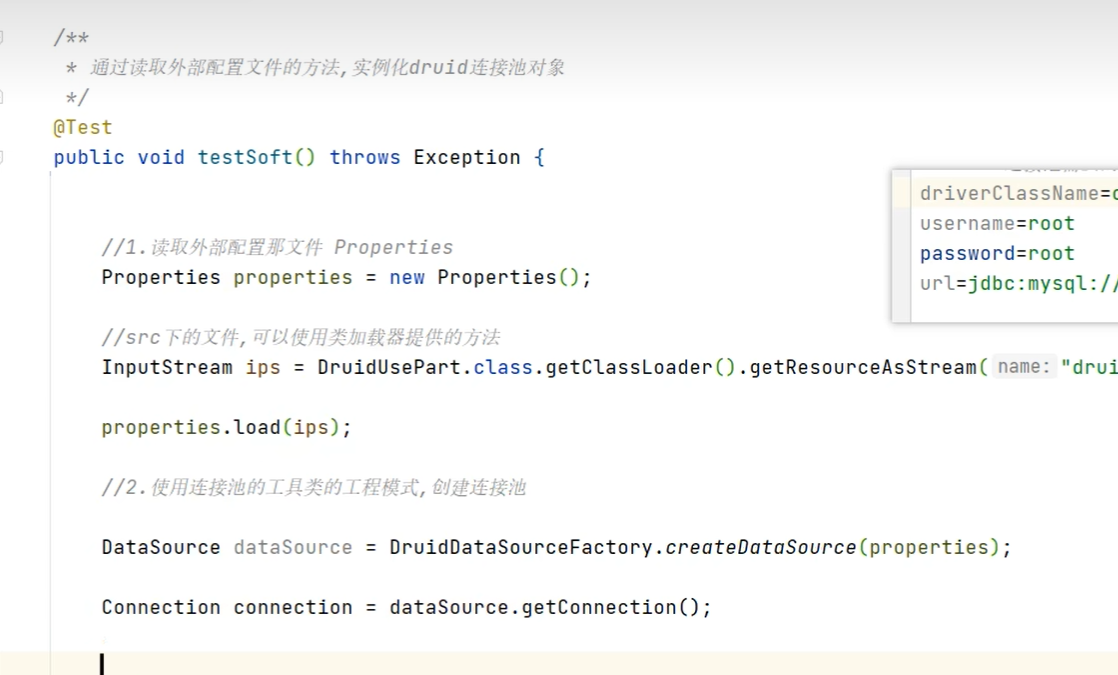 /**
* 通过读取外部配置文件的方法,实例化druid连接池对象
*/
@Test
public void testSoft() throws Exception {
//1.读取外部配置那文件 Properties
Properties properties = new Properties();
//src下的文件,可以使用类加载器提供的方法
InputStream ips = DruidUsePart.class.getClassLoader().getResourceAsStream( name: "drui
properties.load(ips);
//2.使用连接池的工具类的工程模式,创建连接池
DataSource dataSource = DruidDataSourceFactory.createDataSource(properties);
Connection connection = dataSource.getConnection();
driverClassName=
username=root
password=root
url=jdbc:mysql://